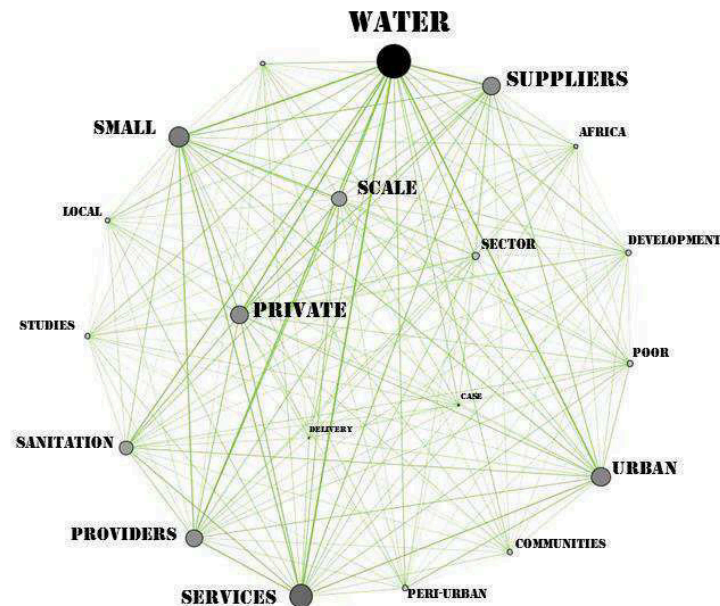 WATER
SUPPLIERS
SMALL
AFRICA
SCALE
LOCAL
SECTOR
DEVELOPMENT
PRIVATE
STUDIES
POOR
CASE
DELIVERY
SANITATION
URBAN
PROVIDERS
COMMUNITIES
SERVICES
PERI-URBAN